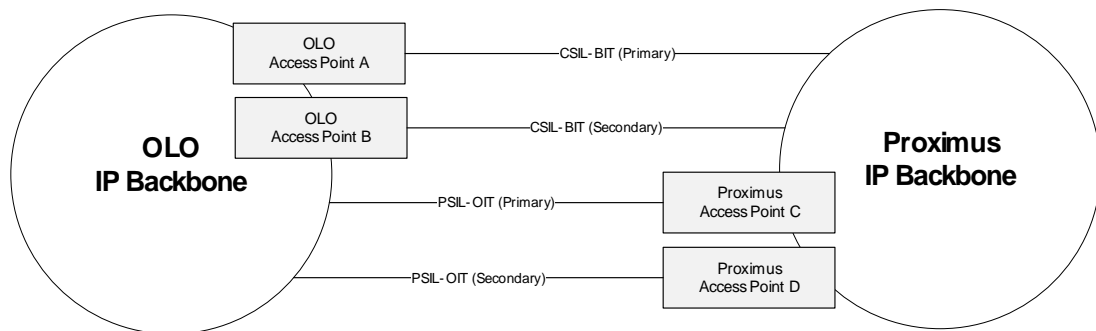 OLO
Access Point A
CSIL-BIT (Primary)
OLO
Access Point B
CSIL-BIT (Secondary)
OLO
IP Backbone
Proximus
IP Backbone
PSIL-OIT (Primary)
Proximus
Access Point C
PSIL-OIT (Secondary)
Proximus
Access Point D